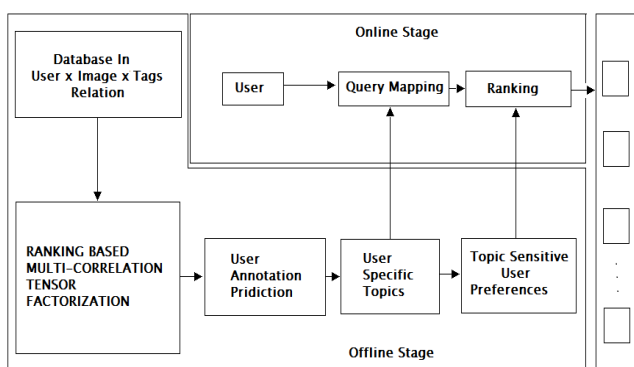 Online Stage
Database In
User x Image x Tags
Relation
User
Query Mapping
Ranking
RANKING BASED
MULTI-CORRELATION
TENSOR
FACTORIZATION
User
Annotation
Pridiction
User
Specific
Topics
Topic Sensitive
User
Preferences
Offline Stage